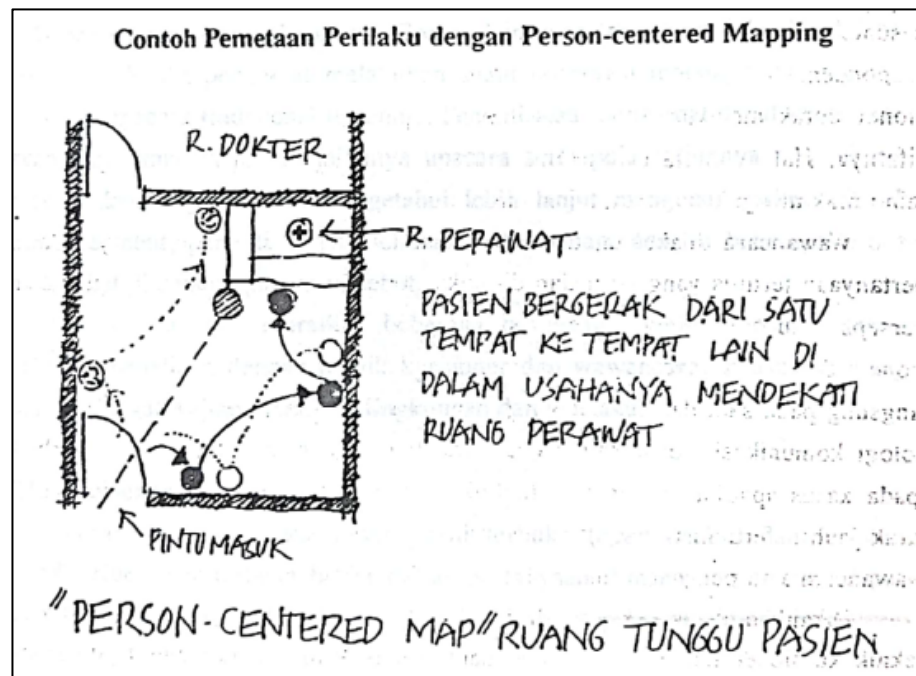 Contoh Pemetaan Perilaku dengan Person-centered Mapping
R. DOKTER
R. PERAWAT
PASIEN BERGERAK DARI SATU
TEMPAT KE TEMPAT LAIN DI
DALAM USAHANYA MENDEKATI
RUANG PERAWAT
PINTU MASUK
"PERSON-CENTERED MAP" RUANG TUNGGU PASIEN